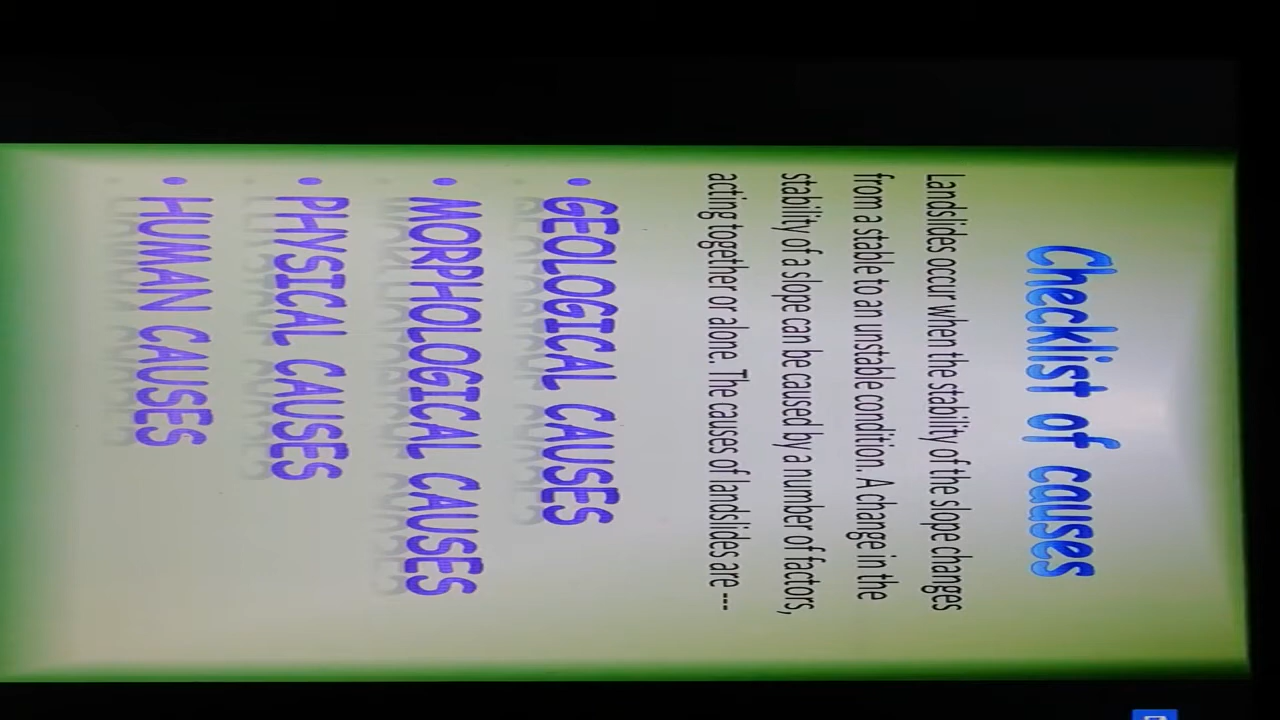 Checklist of causes
Landslides occur when the stability of the slope changes
from a stable to an unstable condition. A change in the
stability of a slope can be caused by a number of factors,
acting together or alone. The causes of landslides are ---
• GEOLOGICAL CAUSES
• MORPHOLOGICAL CAUSES
• PHYSICAL CAUSES
• HUMAN CAUSES